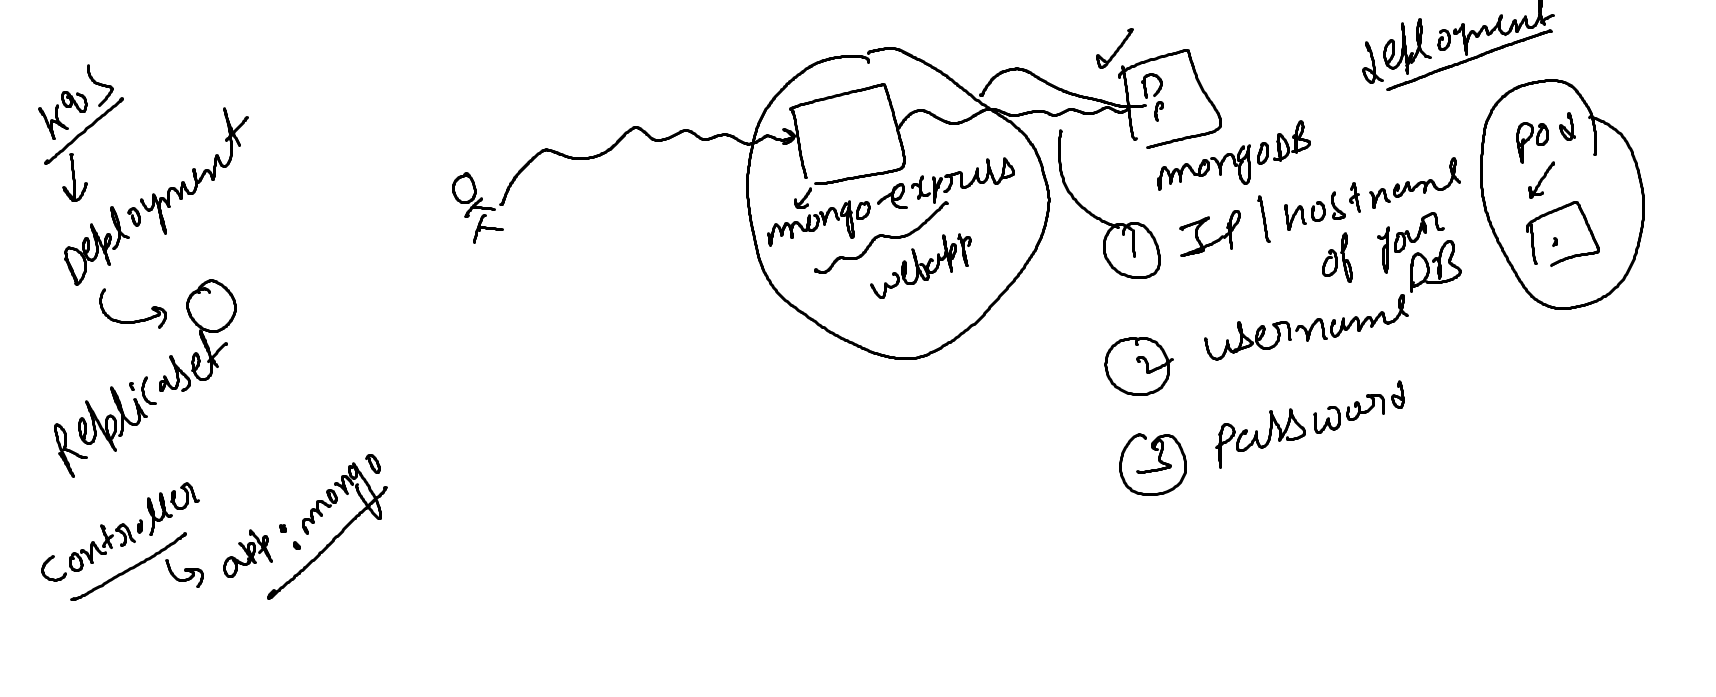 k8s
Deployment
Replicaset
controller
app: mongo
mongo-express
webapp
D
P
mongoDB
1 IP / hostname
of your
DB
2 username
3 password
deployment
pod